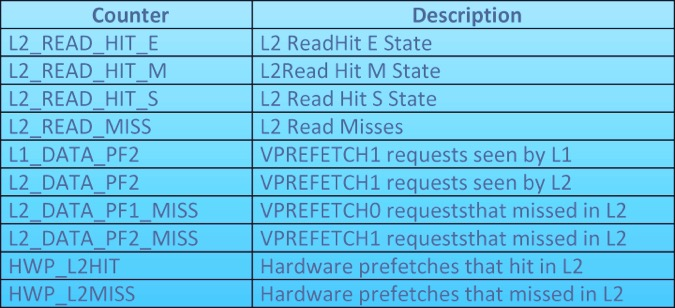 Counter Description
L2_READ_HIT_E L2 ReadHit E State
L2_READ_HIT_M L2Read Hit M State
L2_READ_HIT_S L2 Read Hit S State
L2_READ_MISS L2 Read Misses
L1_DATA_PF2 VPREFETCH1 requests seen by L1
L2_DATA_PF2 VPREFETCH1 requests seen by L2
L2_DATA_PF1_MISS VPREFETCH0 requeststhat missed in L2
L2_DATA_PF2_MISS VPREFETCH1 requeststhat missed in L2
HWP_L2HIT Hardware prefetches that hit in L2
HWP_L2MISS Hardware prefetches that missed in L2